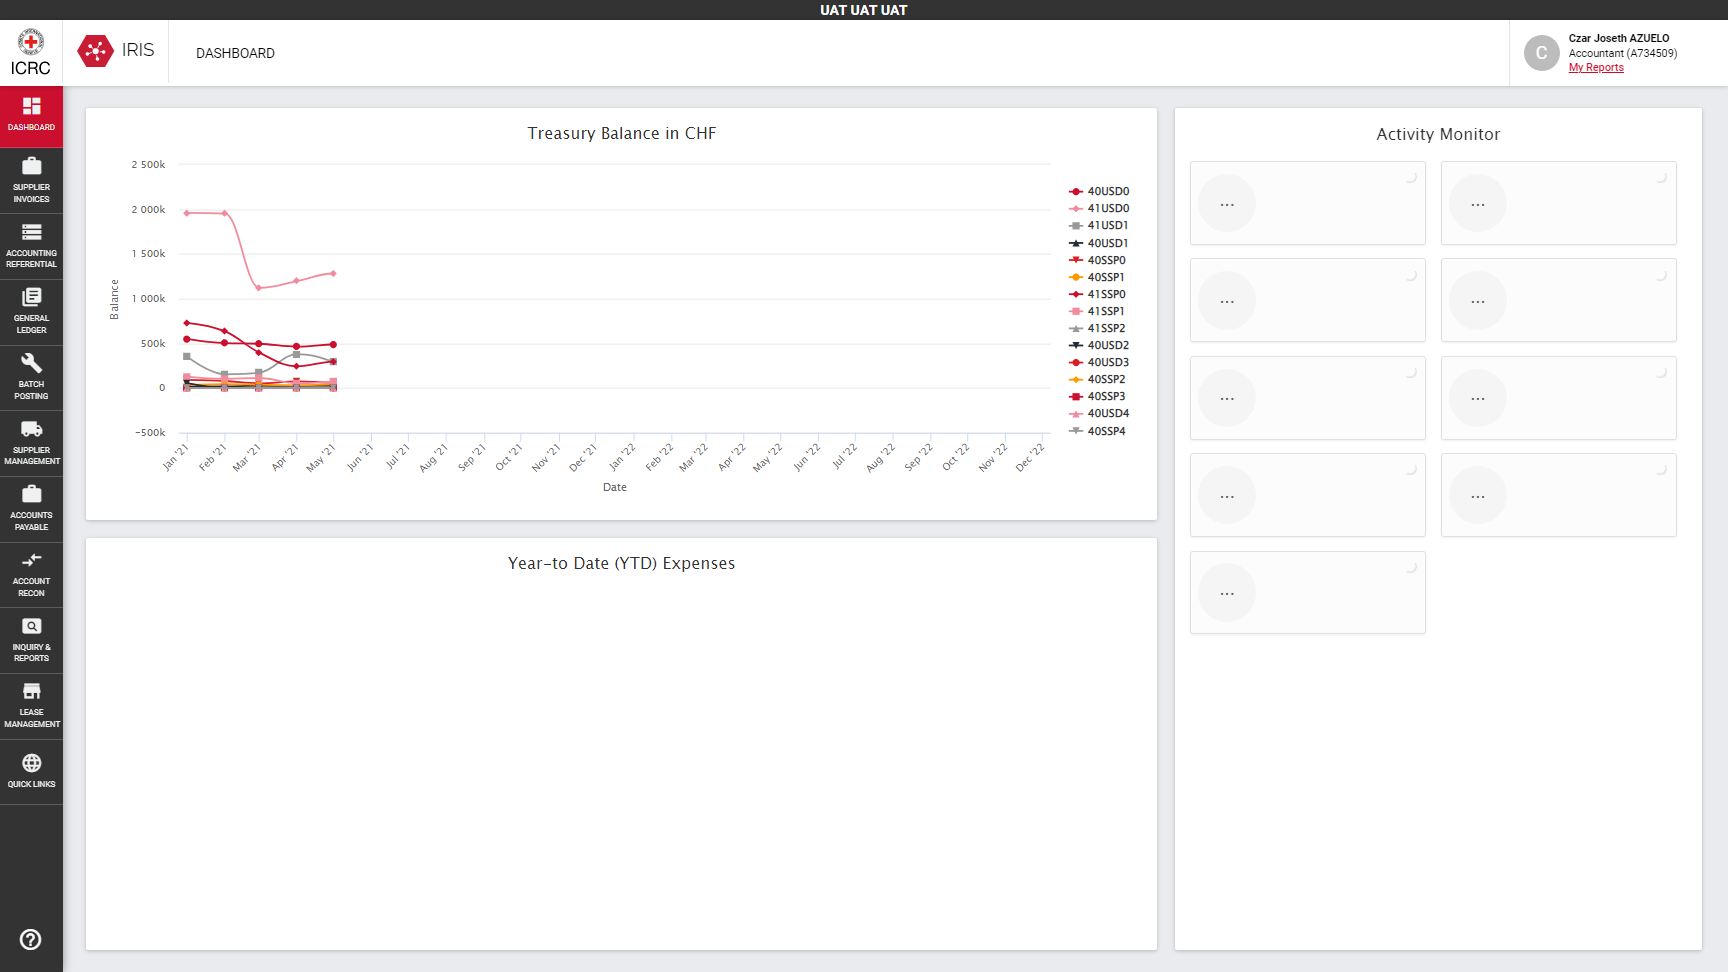 UAT UAT UAT
ICRC
IRIS
DASHBOARD
Czar Joseth AZUELO
Accountant (A734509)
My Reports
DASHBOARD
SUPPLIER
INVOICES
ACCOUNTING
REFERENTIAL
GENERAL
LEDGER
BATCH
POSTING
SUPPLIER
MANAGEMENT
ACCOUNTS
PAYABLE
ACCOUNT
RECON
INQUIRY &
REPORTS
LEASE
MANAGEMENT
QUICK LINKS
Treasury Balance in CHF
2 500k
2 000k
1 500k
1 000k
500k
0
-500k
Balance
Jan '21
Feb '21
Mar '21
Apr '21
May '21
Jun '21
Jul '21
Aug '21
Sep '21
Oct '21
Nov '21
Dec '21
Jan '22
Feb '22
Mar '22
Apr '22
May '22
Jun '22
Jul '22
Aug '22
Sep '22
Oct '22
Nov '22
Dec '22
Date
40USD0
41USD0
41USD1
40USD1
40SSP0
40SSP1
41SSP0
41SSP1
41SSP2
40USD2
40USD3
40SSP2
40SSP3
40USD4
40SSP4
Year-to Date (YTD) Expenses
Activity Monitor
...
...
...
...
...
...
...
...
...